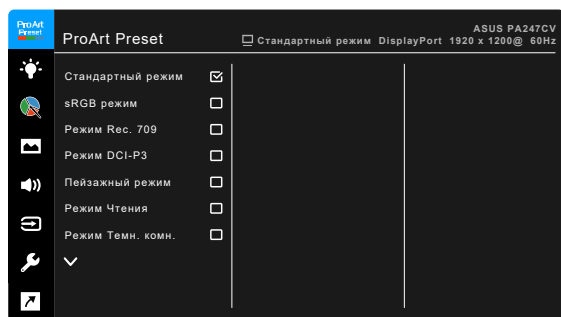 ProArt
Preset
ProArt Preset
ASUS PA247CV
Стандартный режим DisplayPort 1920 x 1200@ 60Hz
Стандартный режим
sRGB режим
Режим Rec. 709
Режим DCI-P3
Пейзажный режим
Режим Чтения
Режим Темн. комн.